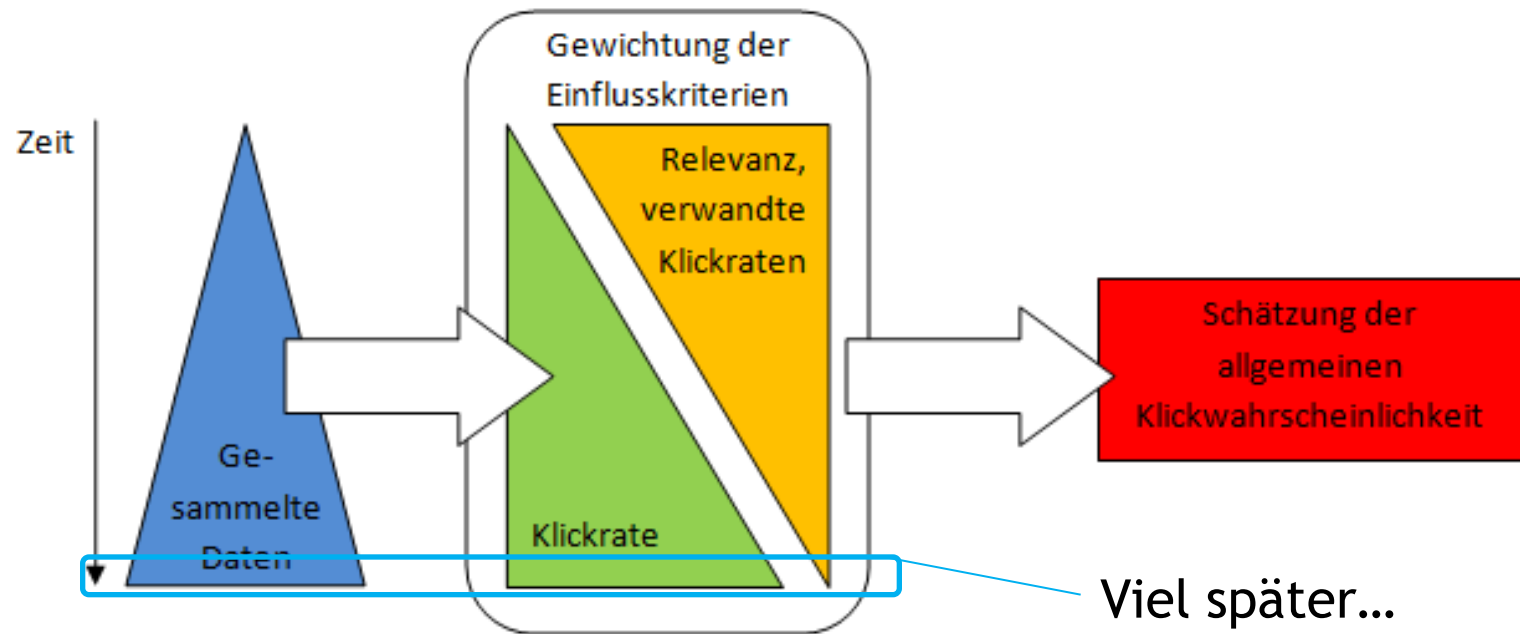 Zeit
Ge-
sammelte
Daten
Gewichtung der
Einflusskriterien
Relevanz,
verwandte
Klickraten
Klickrate
Schätzung der
allgemeinen
Klickwahrscheinlichkeit
Viel später…